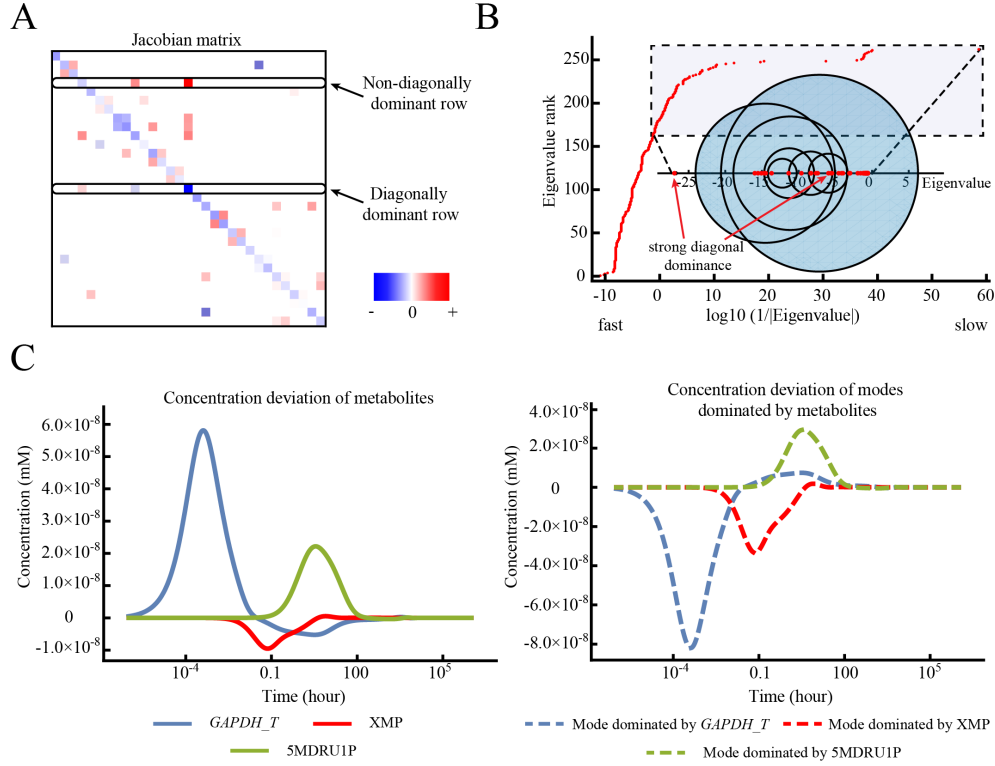 A
Jacobian matrix
Non-diagonally
dominant row
Diagonally
dominant row
- 0 +
B
Eigenvalue rank
250
200
150
100
50
0
-25 -20 -15 -10 -5 0 5 Eigenvalue
strong diagonal
dominance
-10 0 10 20 30 40 50 60
fast log10 (1/|Eigenvalue|) slow
C
Concentration deviation of metabolites
Concentration (mM)
6.0×10⁻⁸
5.0×10⁻⁸
4.0×10⁻⁸
3.0×10⁻⁸
2.0×10⁻⁸
1.0×10⁻⁸
0
-1.0×10⁻⁸
10⁻⁴ 0.1 100 10⁵
Time (hour)
GAPDH_T XMP
5MDRU1P
Concentration deviation of modes
dominated by metabolites
Concentration (mM)
4.0×10⁻⁸
2.0×10⁻⁸
0
-2.0×10⁻⁸
-4.0×10⁻⁸
-6.0×10⁻⁸
-8.0×10⁻⁸
10⁻⁴ 0.1 100 10⁵
Time (hour)
Mode dominated by GAPDH_T Mode dominated by XMP
Mode dominated by 5MDRU1P